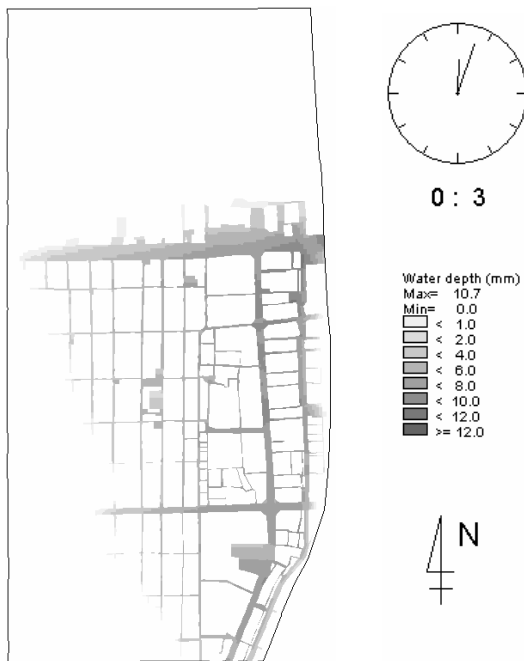 0 : 3
Water depth (mm)
Max= 10.7
Min= 0.0
< 1.0
< 2.0
< 4.0
< 6.0
< 8.0
< 10.0
< 12.0
>= 12.0
N